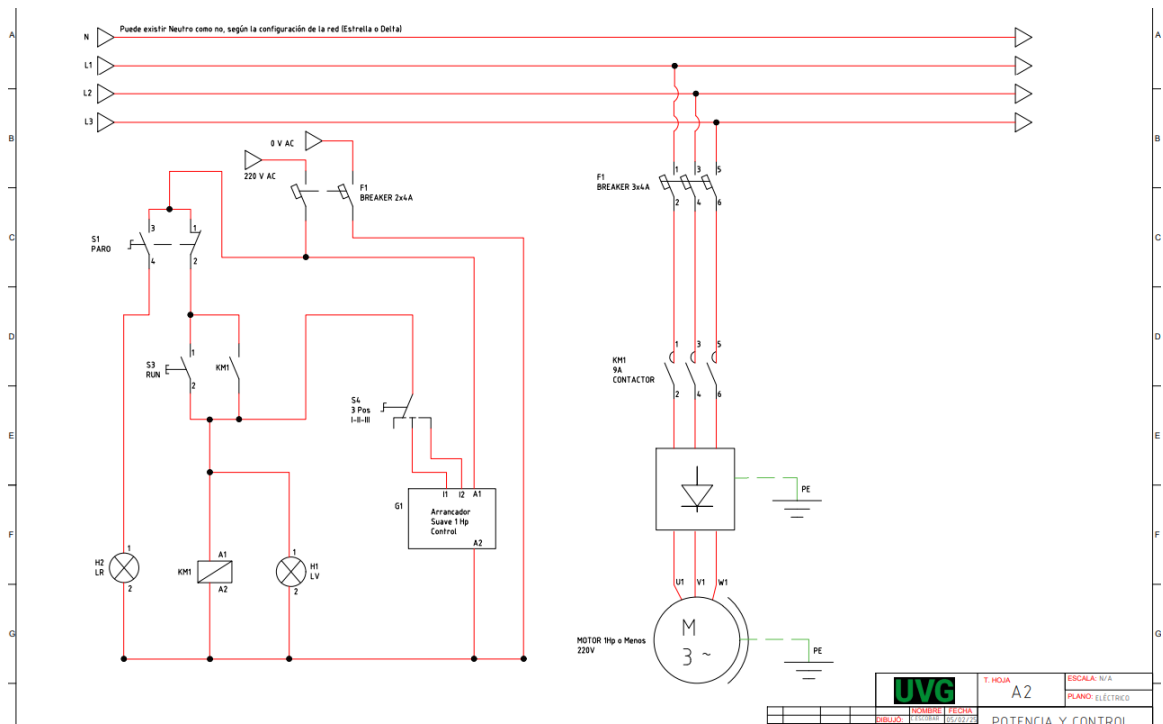 Puede existir Neutro como no, según la configuración de la red (Estrella o Delta)
A
N
A
L1
L2
L3
B
B
0 V AC
220 V AC
F1
BREAKER 2x4A
F1
BREAKER 3x4A
1
3
5
2
4
6
C
C
S1
PARO
3
1
4
2
D
D
S3
RUN
1
2
KM1
KM1
9A
CONTACTOR
1
3
5
2
4
6
S4
3 Pos
I-II-III
E
E
I1
I2
A1
G1
Arrancador
Suave 1 Hp
Control
A2
PE
F
F
H2
LR
1
2
KM1
A1
A2
1
H1
LV
2
U1
V1
W1
G
G
MOTOR 1Hp o Menos
220V
M
3 ~
PE
UVG
T. HOJA
A2
ESCALA: N/A
PLANO: ELÉCTRICO
NOMBRE
FECHA
DIBUJÓ:
C.ESCOBAR
05/02/25
POTENCIA Y CONTROL